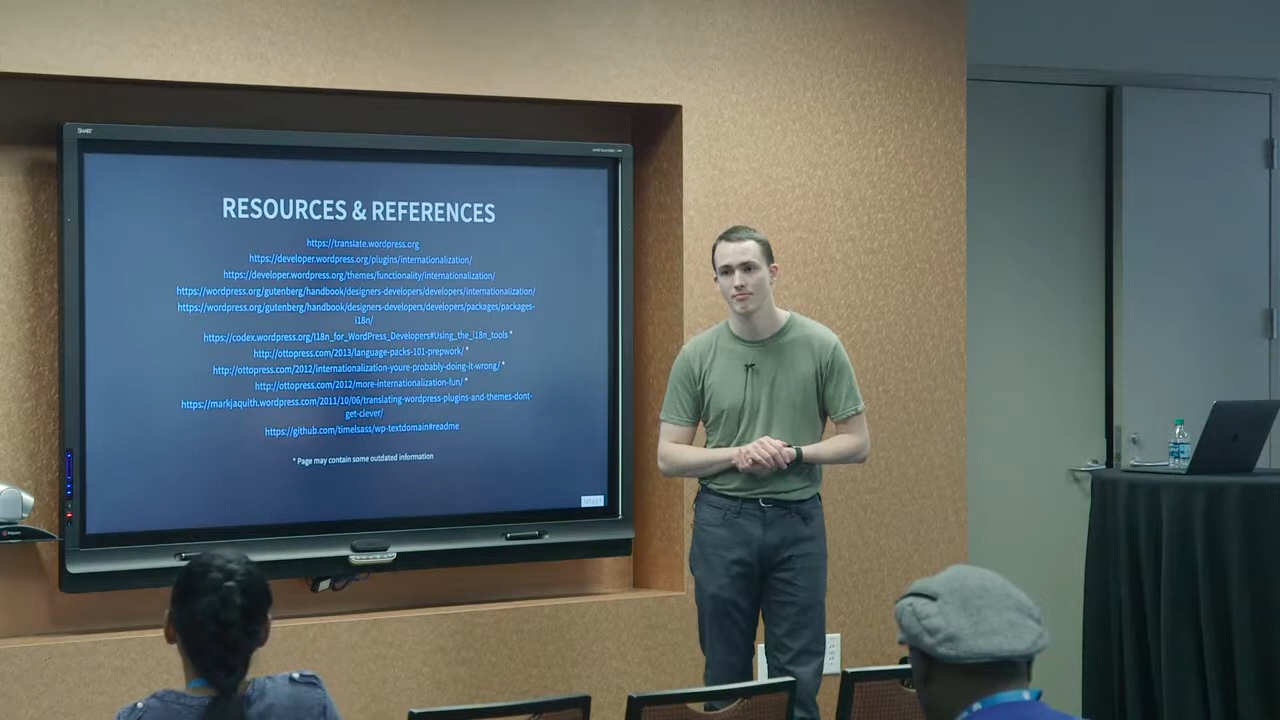 SMART
RESOURCES & REFERENCES
https://translate.wordpress.org
https://developer.wordpress.org/plugins/internationalization/
https://developer.wordpress.org/themes/functionality/internationalization/
https://wordpress.org/gutenberg/handbook/designers-developers/developers/internationalization/
https://wordpress.org/gutenberg/handbook/designers-developers/developers/packages/packages-
i18n/
https://codex.wordpress.org/I18n_for_WordPress_Developers#Using_the_i18n_tools *
http://ottopress.com/2013/language-packs-101-prepwork/ *
http://ottopress.com/2012/internationalization-youre-probably-doing-it-wrong/ *
http://ottopress.com/2012/more-internationalization-fun/ *
https://markjaquith.wordpress.com/2011/10/06/translating-wordpress-plugins-and-themes-dont-
get-clever/
https://github.com/timelsass/wp-textdomain#readme
* Page may contain some outdated information